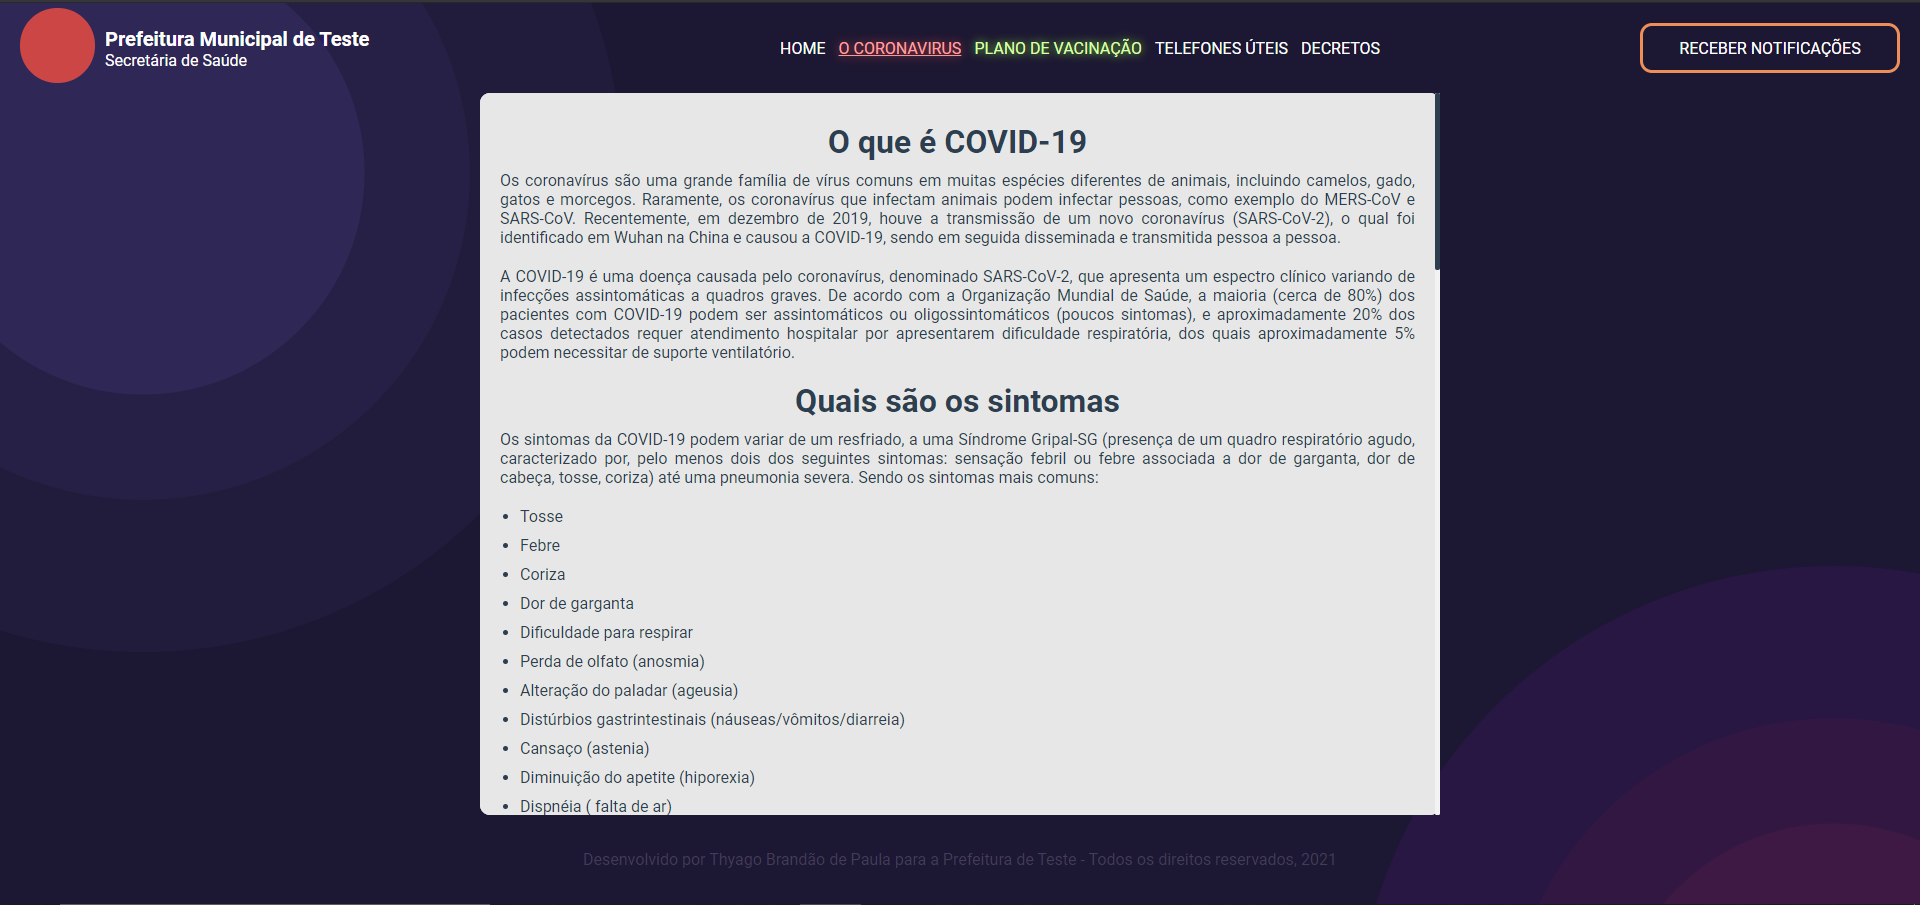 Prefeitura Municipal de Teste
Secretária de Saúde
HOME O CORONAVIRUS PLANO DE VACINAÇÃO TELEFONES ÚTEIS DECRETOS
RECEBER NOTIFICAÇÕES
O que é COVID-19
Os coronavírus são uma grande família de vírus comuns em muitas espécies diferentes de animais, incluindo camelos, gado,
gatos e morcegos. Raramente, os coronavírus que infectam animais podem infectar pessoas, como exemplo do MERS-CoV e
SARS-CoV. Recentemente, em dezembro de 2019, houve a transmissão de um novo coronavírus (SARS-CoV-2), o qual foi
identificado em Wuhan na China e causou a COVID-19, sendo em seguida disseminada e transmitida pessoa a pessoa.
A COVID-19 é uma doença causada pelo coronavírus, denominado SARS-CoV-2, que apresenta um espectro clínico variando de
infecções assintomáticas a quadros graves. De acordo com a Organização Mundial de Saúde, a maioria (cerca de 80%) dos
pacientes com COVID-19 podem ser assintomáticos ou oligossintomáticos (poucos sintomas), e aproximadamente 20% dos
casos detectados requer atendimento hospitalar por apresentarem dificuldade respiratória, dos quais aproximadamente 5%
podem necessitar de suporte ventilatório.
Quais são os sintomas
Os sintomas da COVID-19 podem variar de um resfriado, a uma Síndrome Gripal-SG (presença de um quadro respiratório agudo,
caracterizado por, pelo menos dois dos seguintes sintomas: sensação febril ou febre associada a dor de garganta, dor de
cabeça, tosse, coriza) até uma pneumonia severa. Sendo os sintomas mais comuns:
• Tosse
• Febre
• Coriza
• Dor de garganta
• Dificuldade para respirar
• Perda de olfato (anosmia)
• Alteração do paladar (ageusia)
• Distúrbios gastrintestinais (náuseas/vômitos/diarreia)
• Cansaço (astenia)
• Diminuição do apetite (hiporexia)
• Dispnéia ( falta de ar)
Desenvolvido por Thyago Brandão de Paula para a Prefeitura de Teste - Todos os direitos reservados, 2021